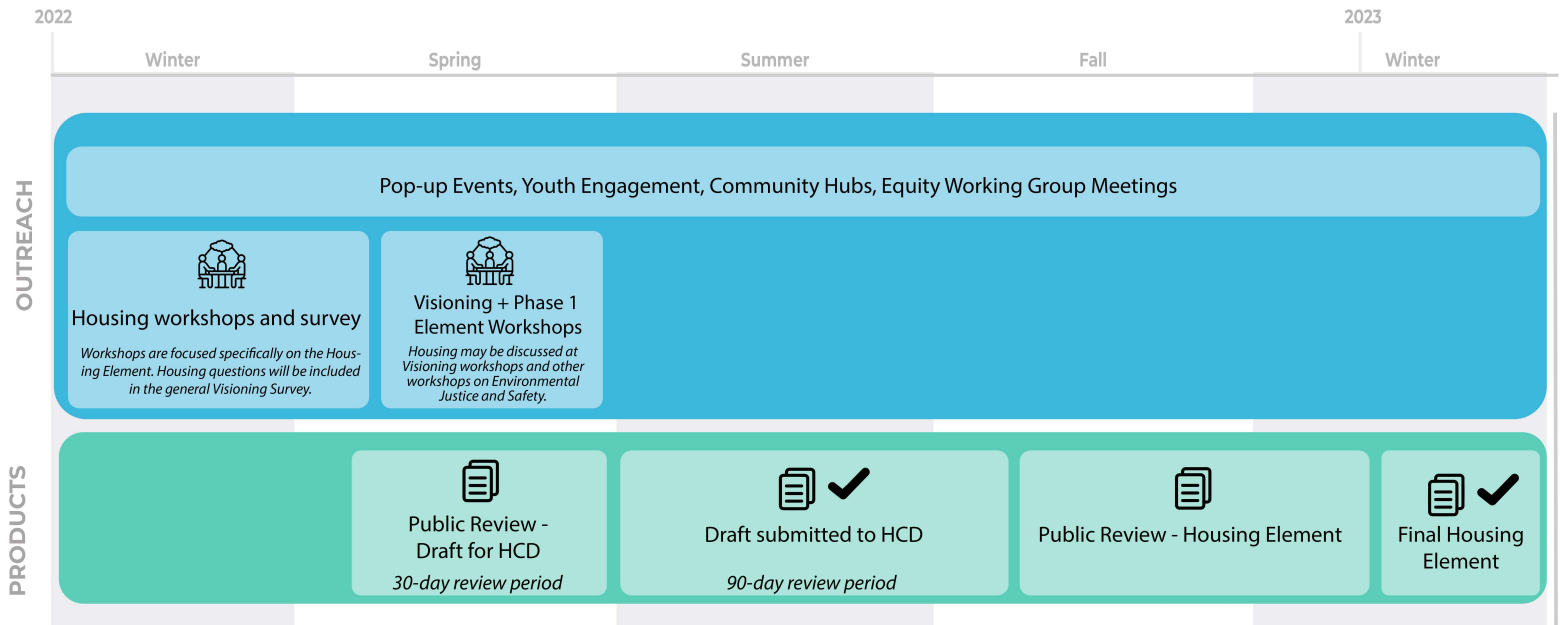 2022
2023
Winter
Spring
Summer
Fall
Winter
OUTREACH
Pop-up Events, Youth Engagement, Community Hubs, Equity Working Group Meetings
Housing workshops and survey
Workshops are focused specifically on the Hous-
ing Element. Housing questions will be included
in the general Visioning Survey.
Visioning + Phase 1
Element Workshops
Housing may be discussed at
Visioning workshops and other
workshops on Environmental
Justice and Safety.
PRODUCTS
Public Review -
Draft for HCD
30-day review period
Draft submitted to HCD
90-day review period
Public Review - Housing Element
Final Housing
Element